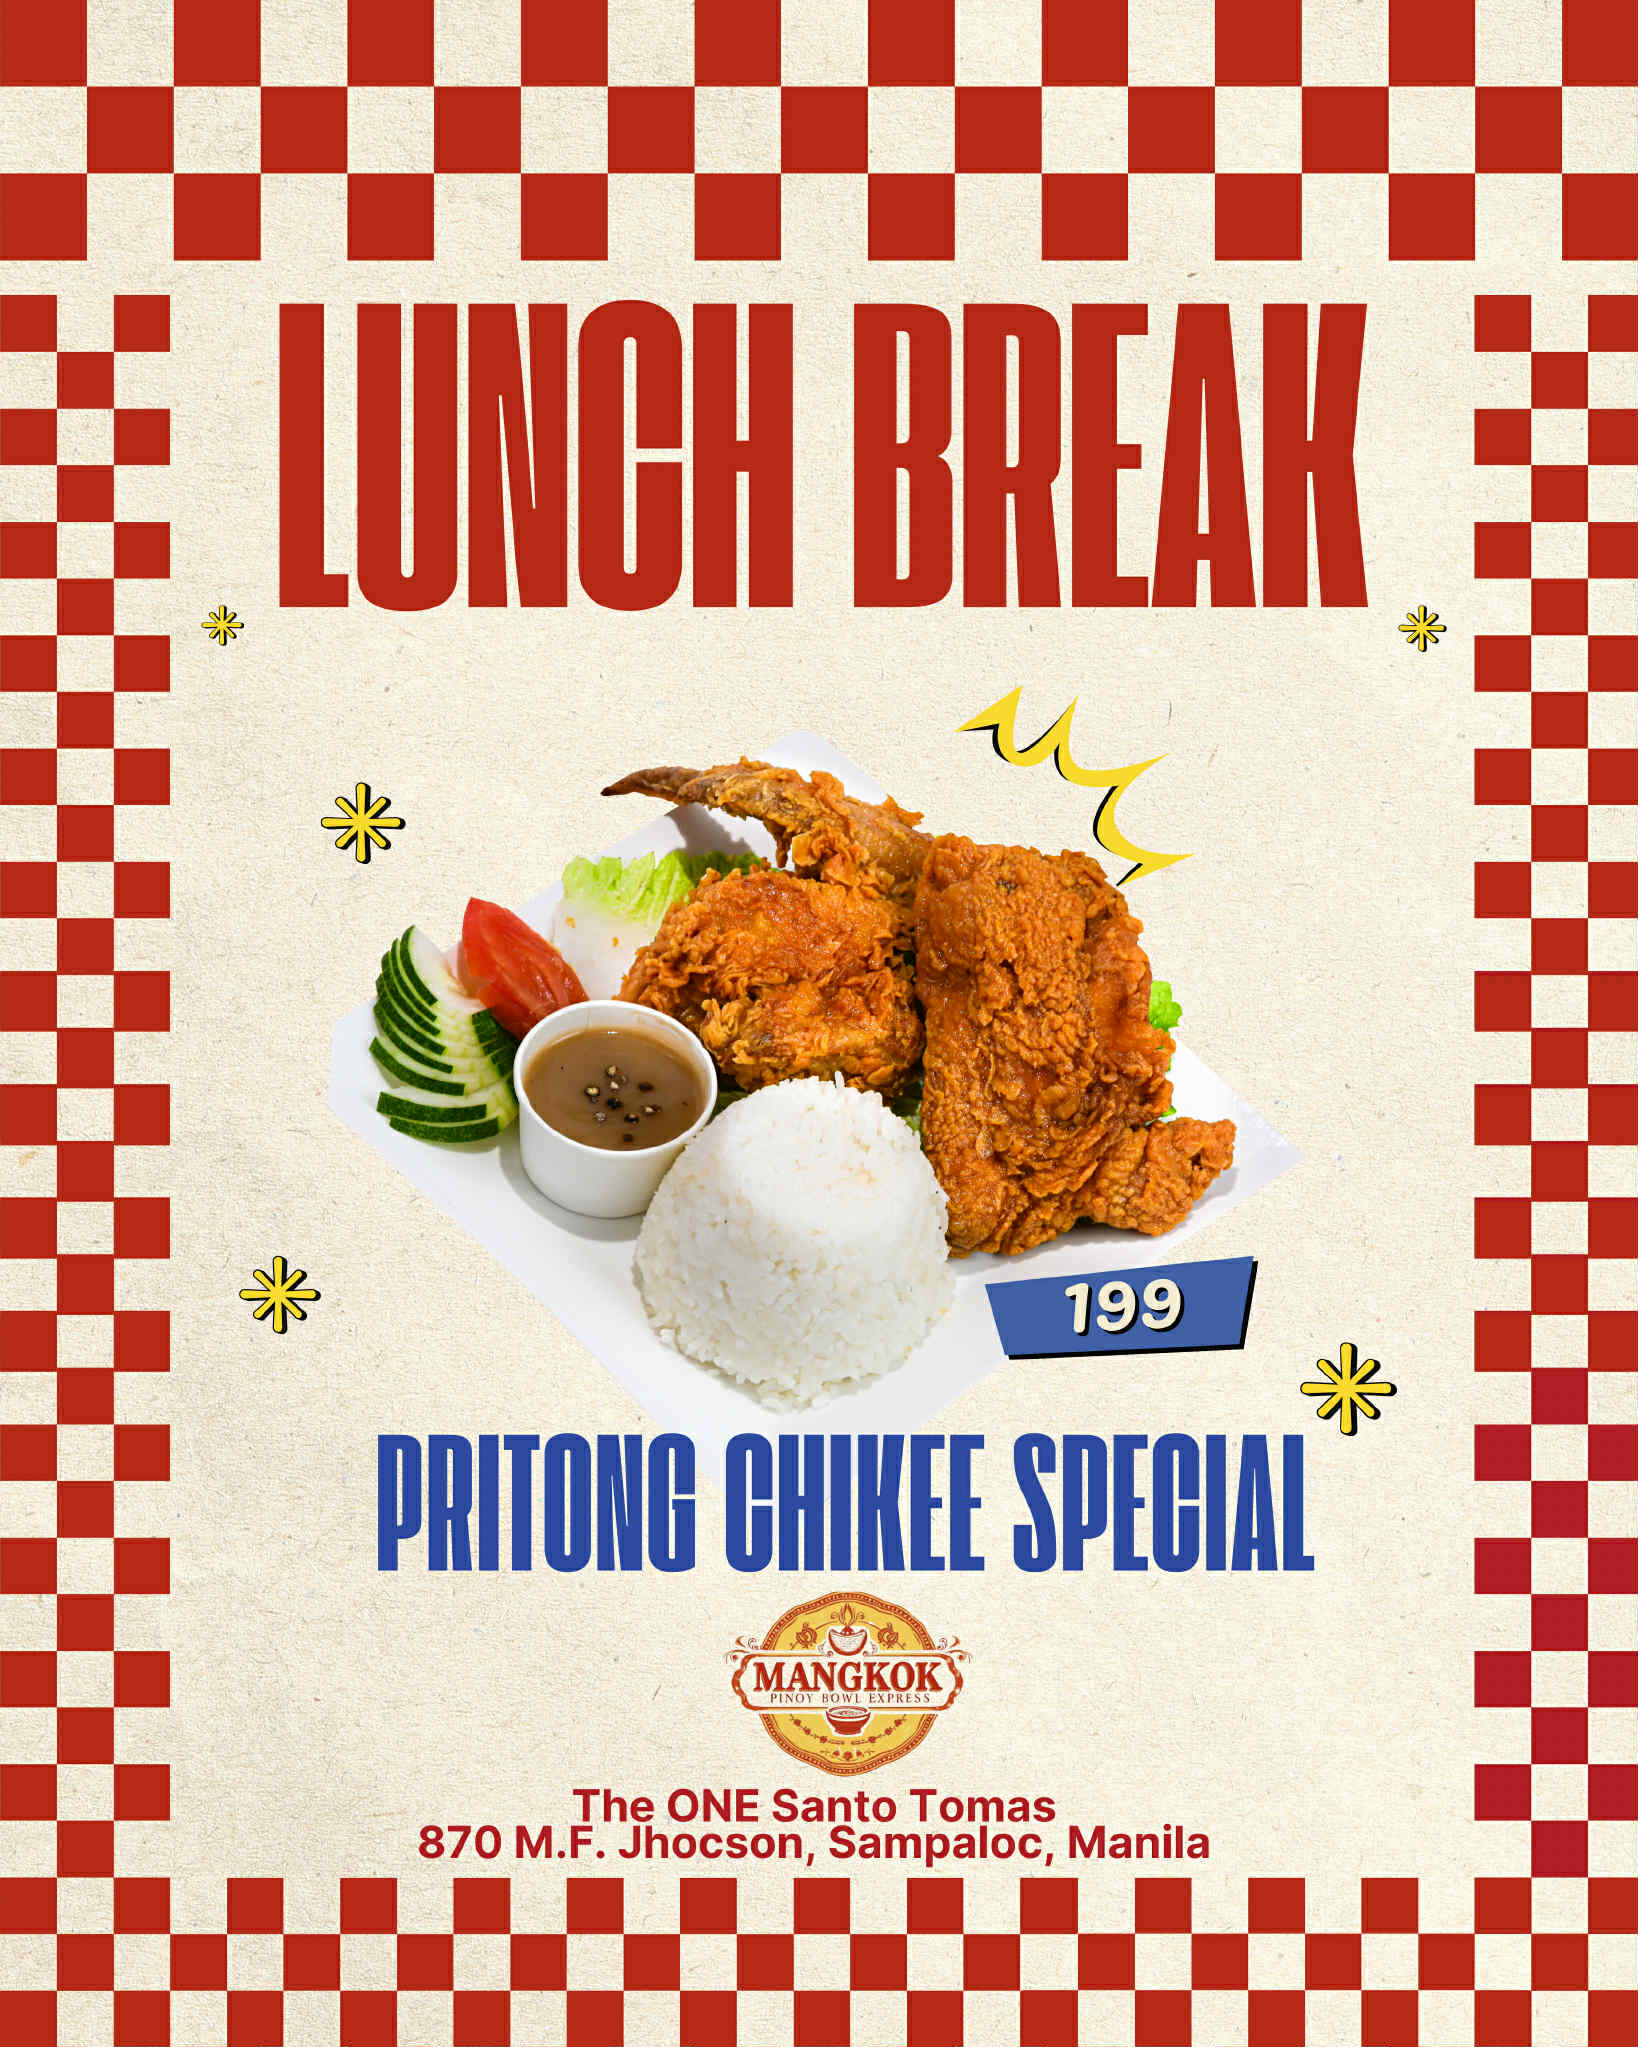 LUNCH BREAK
199
PRITONG CHIKEE SPECIAL
MANGKOK
PINOY BOWL EXPRESS
The ONE Santo Tomas
870 M.F. Jhocson, Sampaloc, Manila